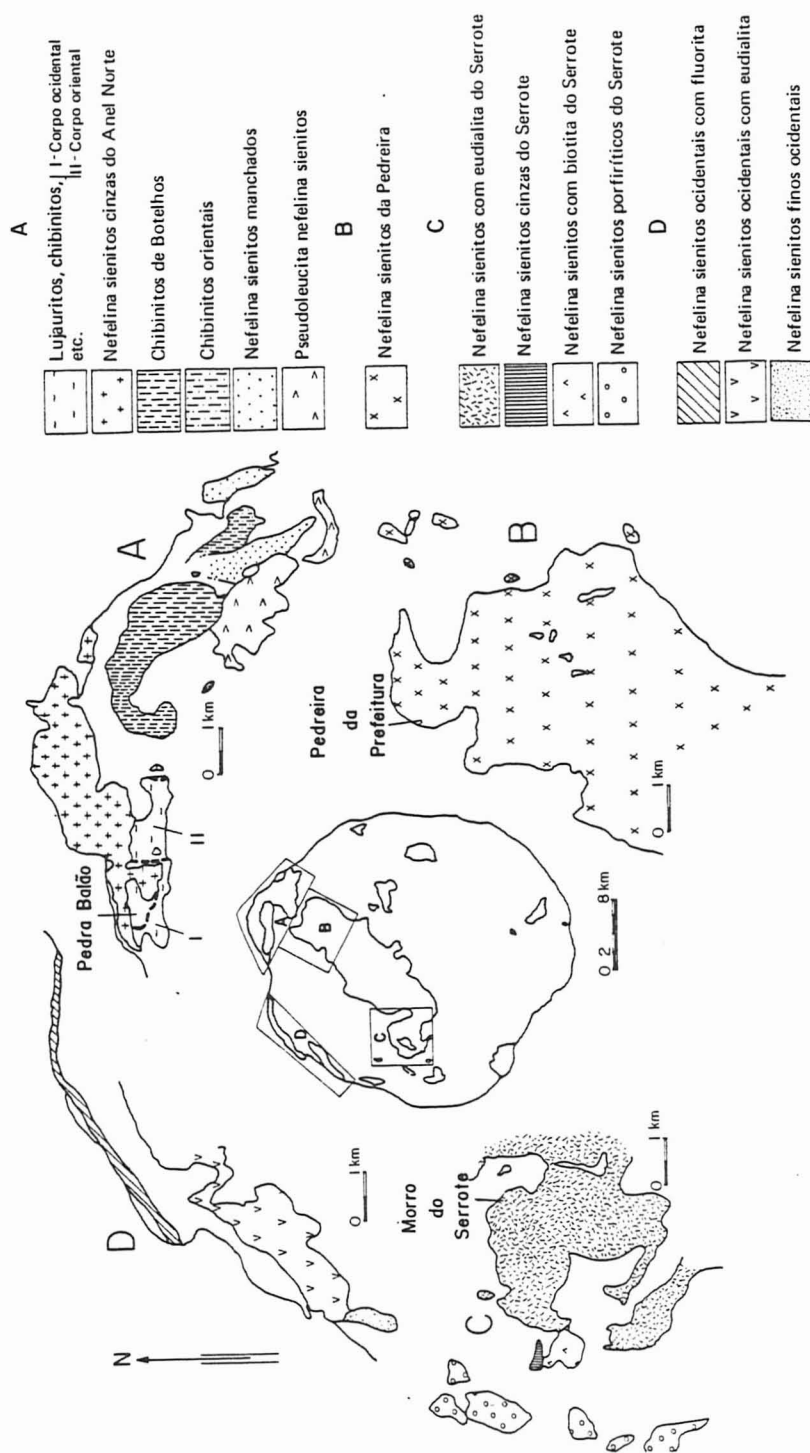 A
Lujauritos, chibinitos, I - Corpo ocidental
etc. II - Corpo oriental
Nefelina sienitos cinzas do Anel Norte
Chibinitos de Botelhos
Chibinitos orientais
Nefelina sienitos manchados
Pseudoleucita nefelina sienitos
B
Nefelina sienitos da Pedreira
C
Nefelina sienitos com eudialita do Serrote
Nefelina sienitos cinzas do Serrote
Nefelina sienitos com biotita do Serrote
Nefelina sienitos porfiríticos do Serrote
D
Nefelina sienitos ocidentais com fluorita
Nefelina sienitos ocidentais com eudialita
Nefelina sienitos finos ocidentais
N
D
0 1 km
Pedra Balão
I
II
A
0 1 km
D
A
B
C
0 2 8 km
C
Morro
do
Serrote
0 1 km
Pedreira
da
Prefeitura
B
0 1 km